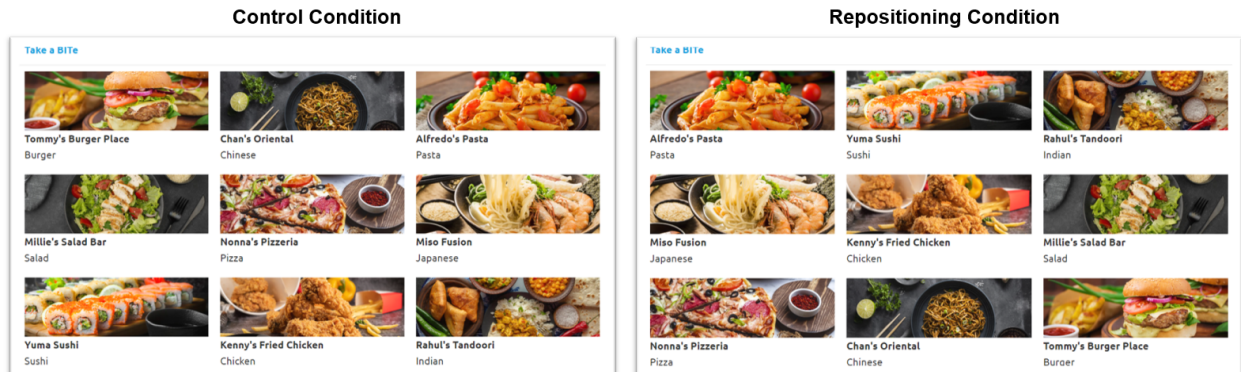 Control Condition
Take a BITe
Tommy's Burger Place
Burger
Chan's Oriental
Chinese
Alfredo's Pasta
Pasta
Millie's Salad Bar
Salad
Nonna's Pizzeria
Pizza
Miso Fusion
Japanese
Yuma Sushi
Sushi
Kenny's Fried Chicken
Chicken
Rahul's Tandoori
Indian
Repositioning Condition
Take a BITe
Alfredo's Pasta
Pasta
Yuma Sushi
Sushi
Rahul's Tandoori
Indian
Miso Fusion
Japanese
Kenny's Fried Chicken
Chicken
Millie's Salad Bar
Salad
Nonna's Pizzeria
Pizza
Chan's Oriental
Chinese
Tommy's Burger Place
Burger